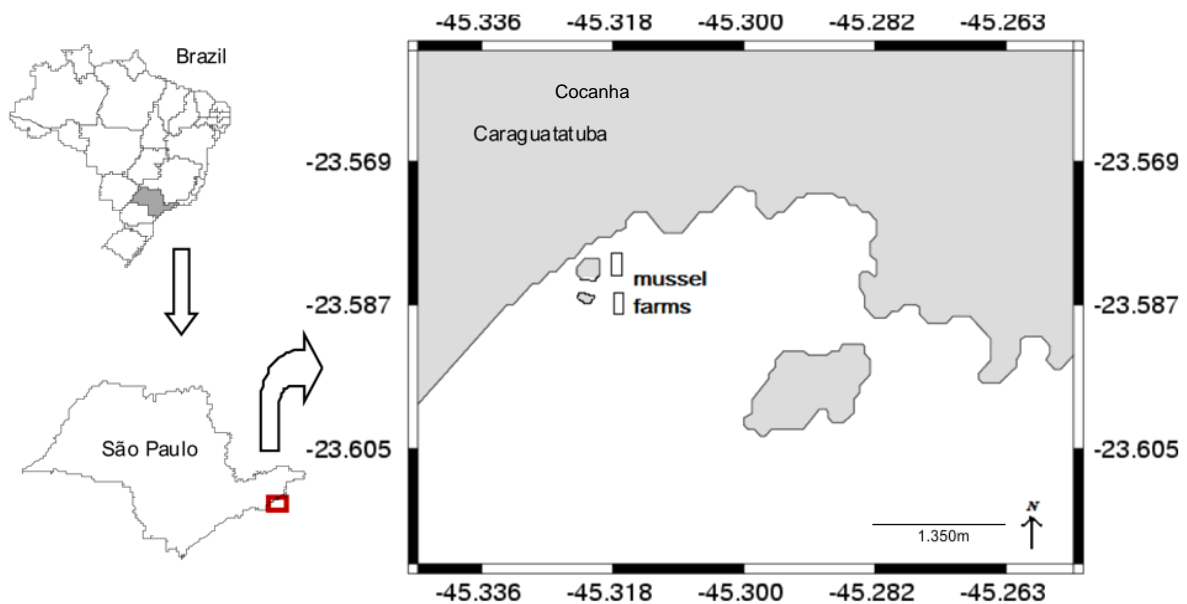 -45.336 -45.318 -45.300 -45.282 -45.263
Brazil
Cocanha
Caraguatatuba
-23.569 -23.569
mussel
farms
-23.587 -23.587
São Paulo
-23.605 -23.605
N
1.350m
-45.336 -45.318 -45.300 -45.282 -45.263